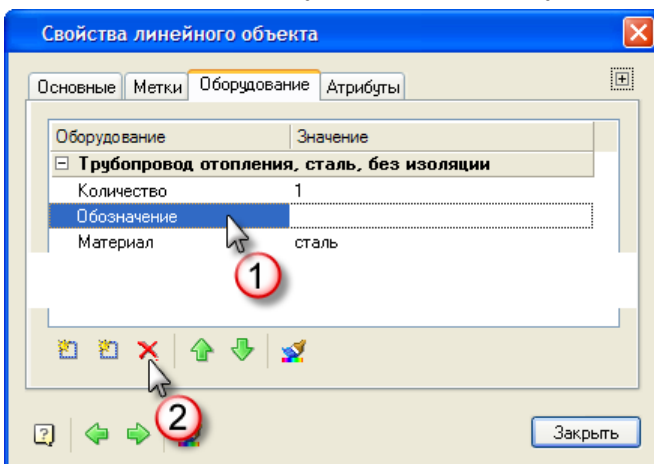 Свойства линейного объекта
Основные Метки Оборудование Атрибуты
Оборудование Значение
Трубопровод отопления, сталь, без изоляции
Количество 1
Обозначение
Материал сталь
1
2
Закрыть